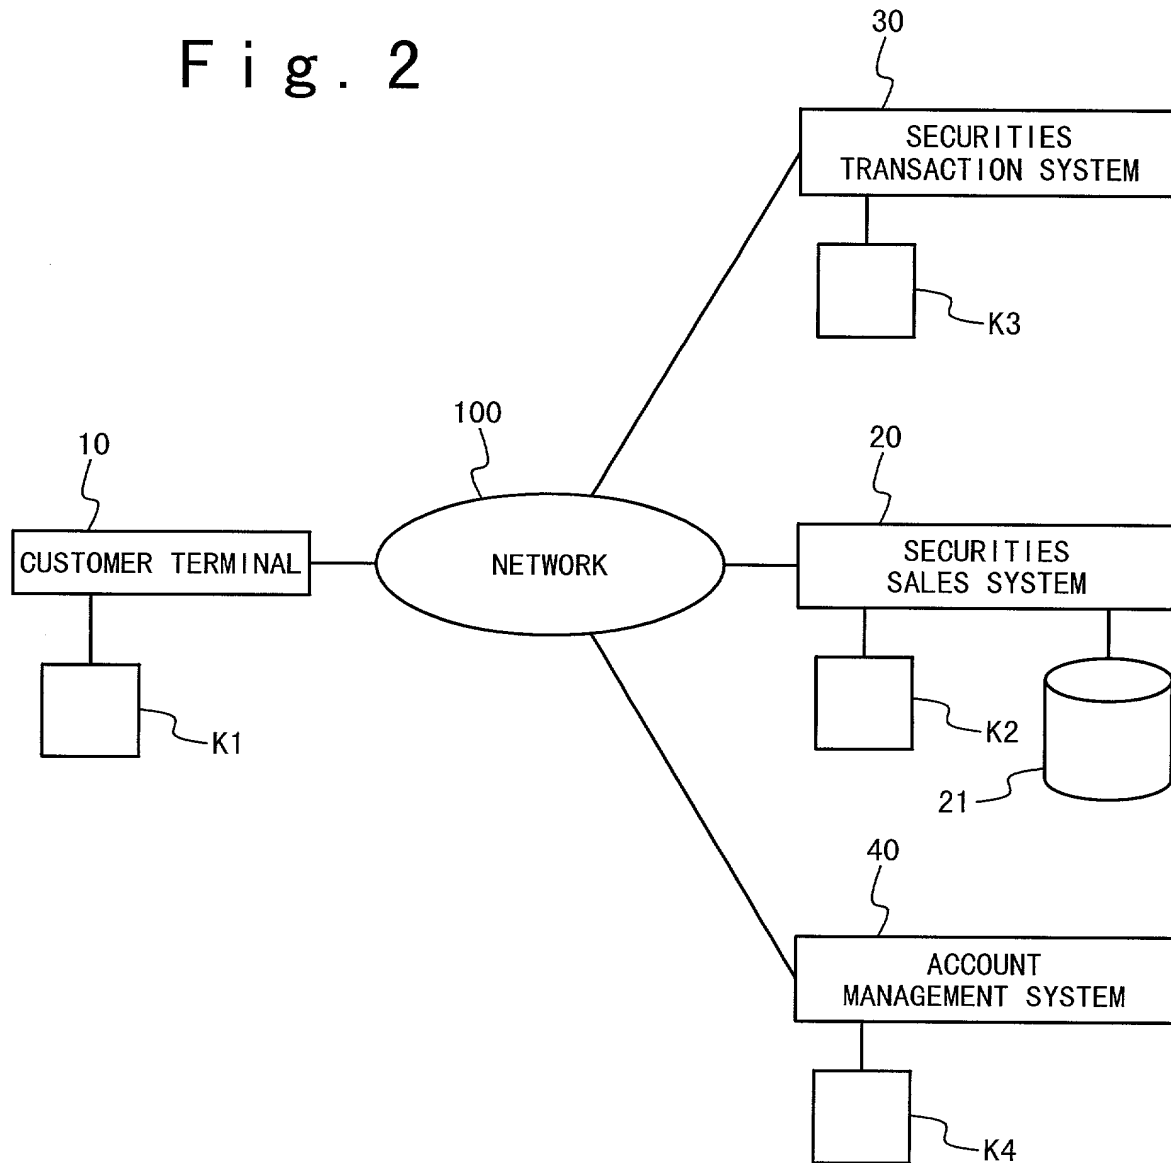 Fig. 2
30
SECURITIES
TRANSACTION SYSTEM
K3
100
10
20
CUSTOMER TERMINAL
NETWORK
SECURITIES
SALES SYSTEM
K1
K2
21
40
ACCOUNT
MANAGEMENT SYSTEM
K4